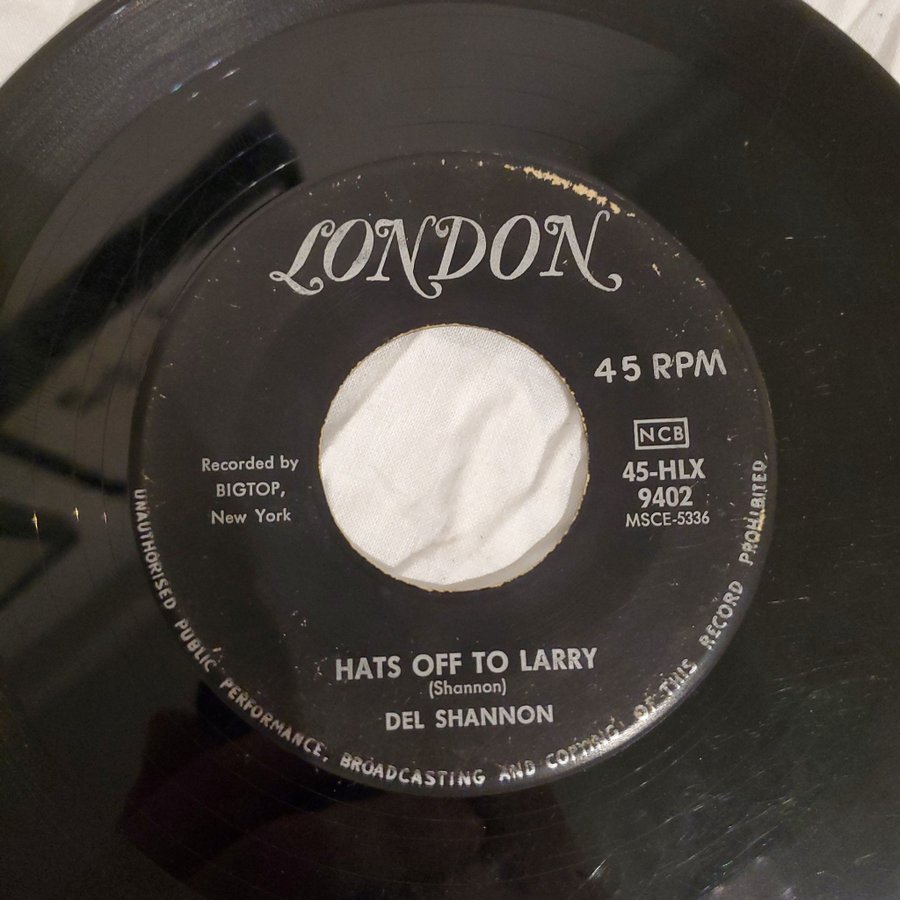 LONDON
45 RPM
NCB
45-HLX
9402
MSCE-5336
Recorded by
BIGTOP,
New York
HATS OFF TO LARRY
(Shannon)
DEL SHANNON
UNAUTHORISED PUBLIC PERFORMANCE, BROADCASTING AND COPYING OF THIS RECORD PROHIBITED